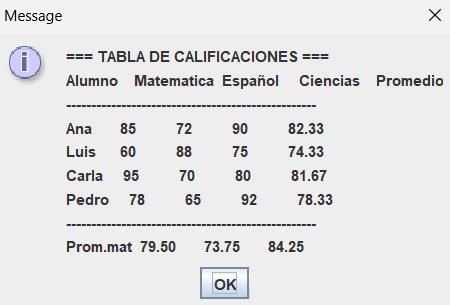 Message
=== TABLA DE CALIFICACIONES ===
Alumno Matematica Español Ciencias Promedio
--------------------------------------------------
Ana 85 72 90 82.33
Luis 60 88 75 74.33
Carla 95 70 80 81.67
Pedro 78 65 92 78.33
--------------------------------------------------
Prom.mat 79.50 73.75 84.25
OK